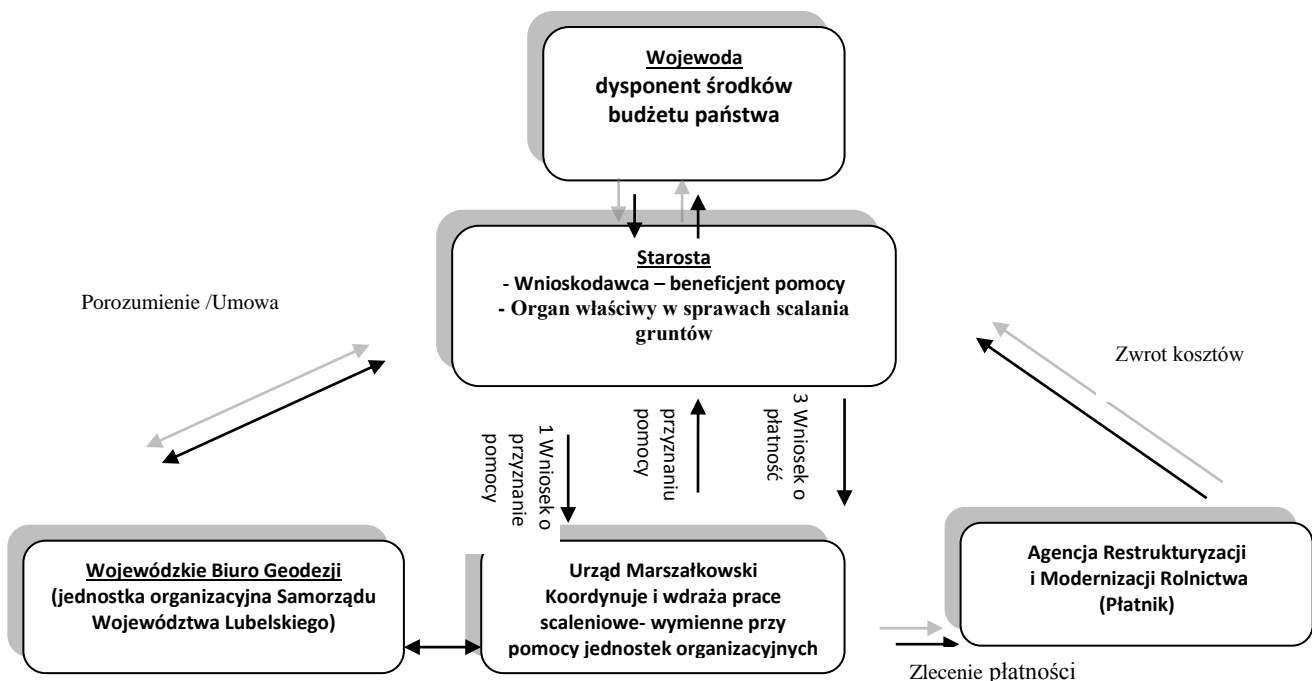 Wojewoda
dysponent środków
budżetu państwa
Starosta
- Wnioskodawca – beneficjent pomocy
- Organ właściwy w sprawach scalania
gruntów
Porozumienie /Umowa
Zwrot kosztów
1 Wniosek o
przyznanie
pomocy
przyznaniu
pomocy
3 Wniosek o
płatność
Wojewódzkie Biuro Geodezji
(jednostka organizacyjna Samorządu
Województwa Lubelskiego)
Urząd Marszałkowski
Koordynuje i wdraża prace
scaleniowe- wymienne przy
pomocy jednostek organizacyjnych
Agencja Restrukturyzacji
i Modernizacji Rolnictwa
(Płatnik)
Zlecenie płatności